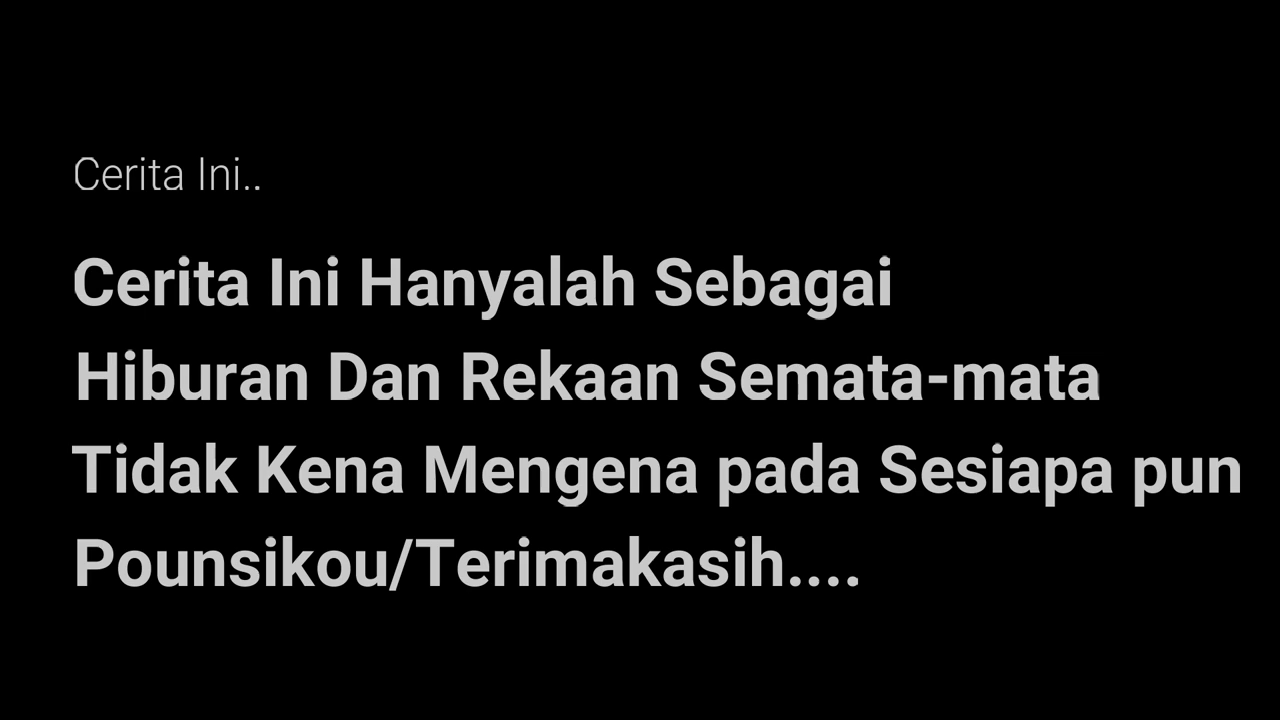 Cerita Ini..
Cerita Ini Hanyalah Sebagai
Hiburan Dan Rekaan Semata-mata
Tidak Kena Mengena pada Sesiapa pun
Pounsikou/Terimakasih....